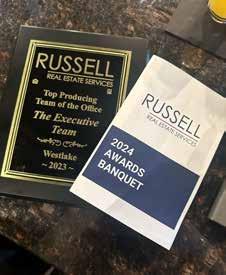 RUSSELL
REAL ESTATE SERVICES
Top Producing
Team of the Office
The Executive
Team
Westlake
~ 2023 ~
RUSSELL
REAL ESTATE SERVICES
2024
AWARDS
BANQUET